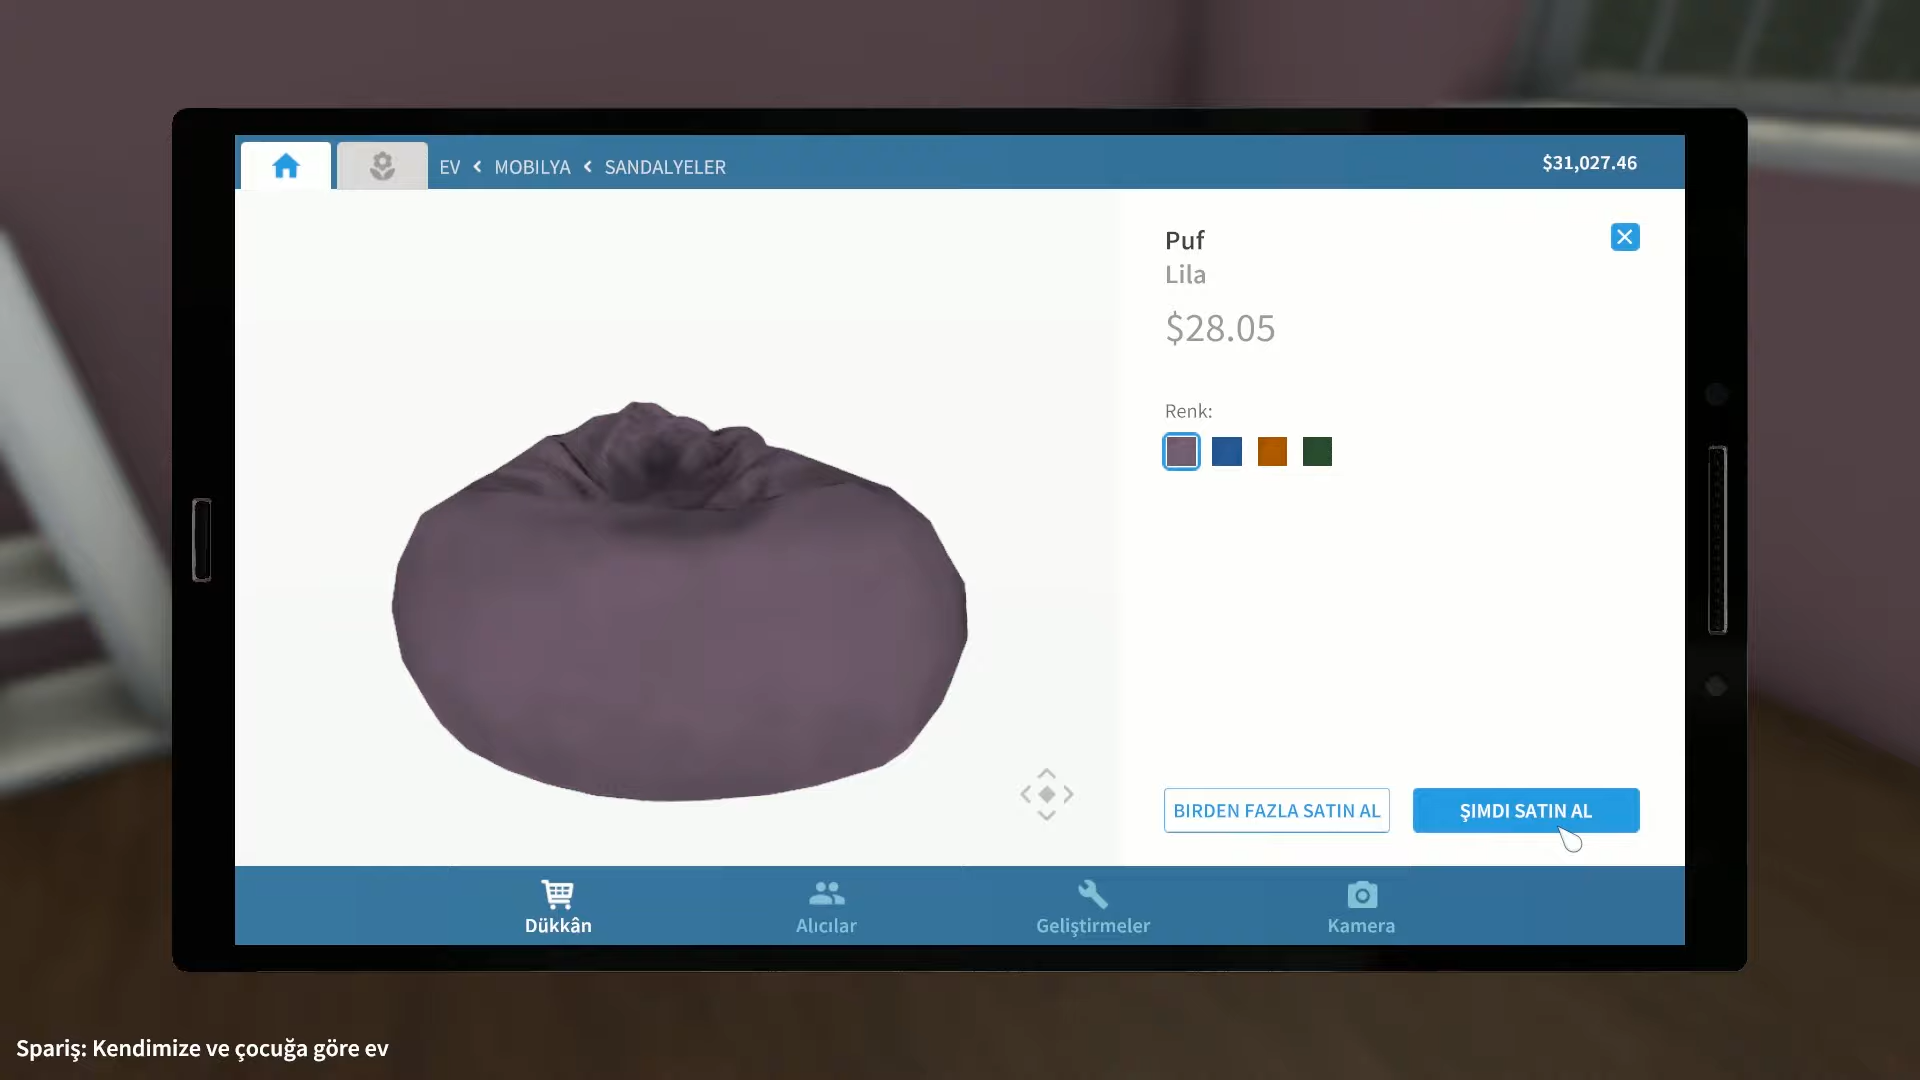 EV < MOBILYA < SANDALYELER
$31,027.46
Puf
Lila
$28.05
Renk:
BIRDEN FAZLA SATIN AL
ŞIMDI SATIN AL
Dükkân
Alıcılar
Geliştirmeler
Kamera
Spariş: Kendimize ve çocuğa göre ev